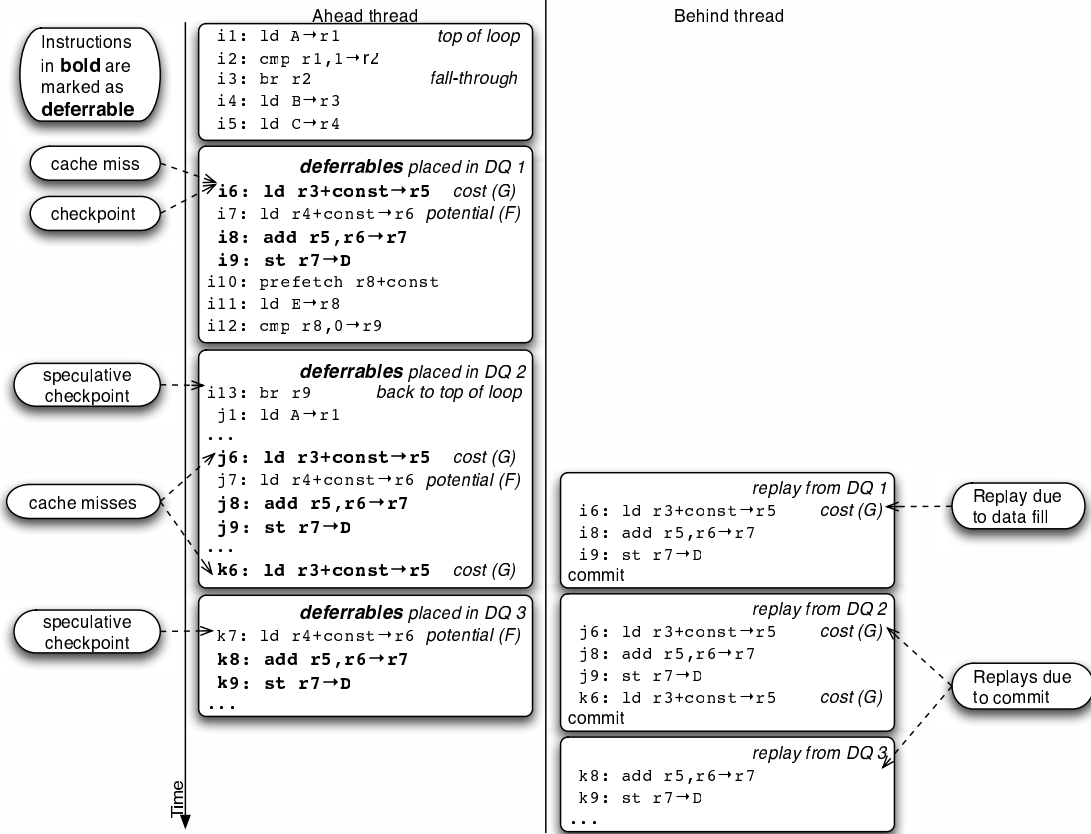 Ahead thread
Behind thread
Instructions
in bold are
marked as
deferrable
i1: ld A→r1 top of loop
i2: cmp r1,1→r2
i3: br r2 fall-through
i4: ld B→r3
i5: ld C→r4
cache miss
checkpoint
deferrables placed in DQ 1
i6: ld r3+const→r5 cost (G)
i7: ld r4+const→r6 potential (F)
i8: add r5,r6→r7
i9: st r7→D
i10: prefetch r8+const
i11: ld E→r8
i12: cmp r8,0→r9
speculative
checkpoint
deferrables placed in DQ 2
i13: br r9 back to top of loop
j1: ld A→r1
...
j6: ld r3+const→r5 cost (G)
j7: ld r4+const→r6 potential (F)
j8: add r5,r6→r7
j9: st r7→D
...
k6: ld r3+const→r5 cost (G)
cache misses
speculative
checkpoint
deferrables placed in DQ 3
k7: ld r4+const→r6 potential (F)
k8: add r5,r6→r7
k9: st r7→D
...
Time
replay from DQ 1
i6: ld r3+const→r5 cost (G)
i8: add r5,r6→r7
i9: st r7→D
commit
Replay due
to data fill
replay from DQ 2
j6: ld r3+const→r5 cost (G)
j8: add r5,r6→r7
j9: st r7→D
k6: ld r3+const→r5 cost (G)
commit
Replays due
to commit
replay from DQ 3
k8: add r5,r6→r7
k9: st r7→D
...